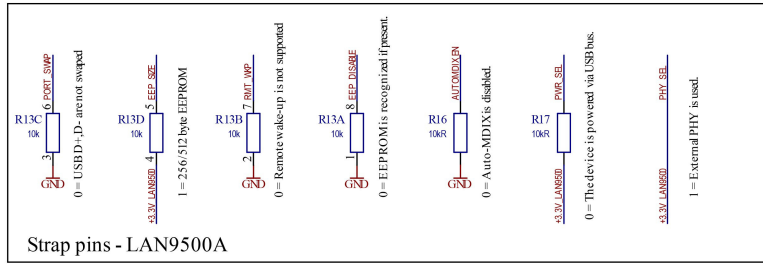 PORT_SWAP
6
R13C
10k
3
GND
0 = USB D+,D- are not swaped
EEP_SIZE
5
R13D
10k
4
+3.3V_LAN9500
1 = 256/512 byte EEPROM
RMT_WKP
7
R13B
10k
2
GND
0 = Remote wake-up is not supported
EEP_DISABLE
8
R13A
10k
1
GND
0 = EEPROM is recognized if present.
AUTOMDIX_EN
R16
10kR
GND
0 = Auto-MDIX is disabled.
PWR_SEL
R17
10kR
+3.3V_LAN9500
0 = The device is powered via USB bus.
PHY_SEL
+3.3V_LAN9500
1 = External PHY is used.
Strap pins - LAN9500A